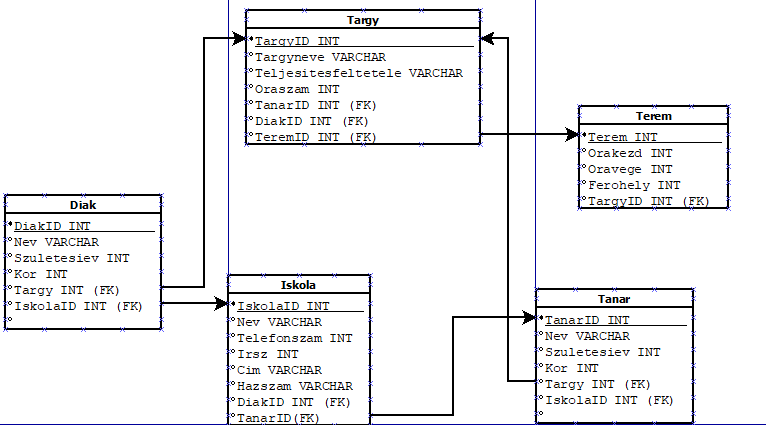 Targy
TargyID INT
Targyneve VARCHAR
Teljesitesfeltetele VARCHAR
Oraszam INT
TanarID INT (FK)
DiakID INT (FK)
TeremID INT (FK)
Terem
Terem INT
Orakezd INT
Oravege INT
Ferohely INT
TargyID INT (FK)
Diak
DiakID INT
Nev VARCHAR
Szuletesiev INT
Kor INT
Targy INT (FK)
IskolaID INT (FK)
Iskola
IskolaID INT
Nev VARCHAR
Telefonszam INT
Irsz INT
Cim VARCHAR
Hazszam VARCHAR
DiakID INT (FK)
TanarID(FK)
Tanar
TanarID INT
Nev VARCHAR
Szuletesiev INT
Kor INT
Targy INT (FK)
IskolaID INT (FK)